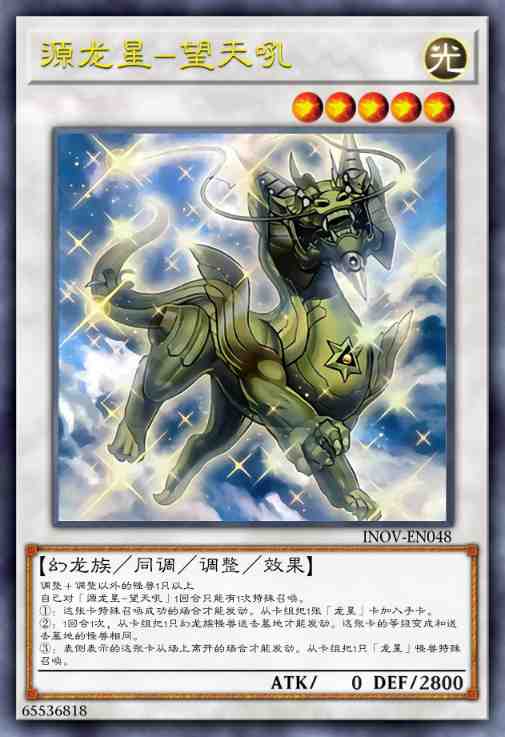 源龙星-望天吼
光
INOV-EN048
【幻龙族／同调／调整／效果】
调整＋调整以外的怪兽1只以上
自己对「源龙星-望天吼」1回合只能有1次特殊召唤。
①：这张卡特殊召唤成功的场合才能发动。从卡组把1张「龙星」卡加入手卡。
②：1回合1次，从卡组把1只幻龙族怪兽送去墓地才能发动。这张卡的等级变成和送
去墓地的怪兽相同。
③：表侧表示的这张卡从场上离开的场合才能发动。从卡组把1只「龙星」怪兽特殊
召唤。
ATK/ 0 DEF/2800
65536818